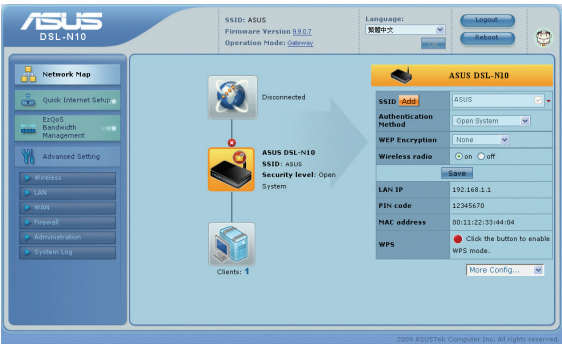 ASUS
DSL-N10
SSID: ASUS
Firmware Version 9.9.0.7
Operation Mode: Gateway
Language:
繁體中文
Logout
Reboot
Network Map
Quick Internet Setup
EzQoS
Bandwidth
Management
Advanced Setting
Wireless
LAN
WAN
Firewall
Administration
System Log
Disconnected
ASUS DSL-N10
SSID: ASUS
Security level: Open
System
Clients: 1
ASUS DSL-N10
SSID Add ASUS
Authentication
Method Open System
WEP Encryption None
Wireless radio on off
Save
LAN IP 192.168.1.1
PIN code 12345670
MAC address 00:11:22:33:44:04
WPS Click the button to enable
WPS mode.
More Config...
2009 ASUSTek Computer Inc. All rights reserved.